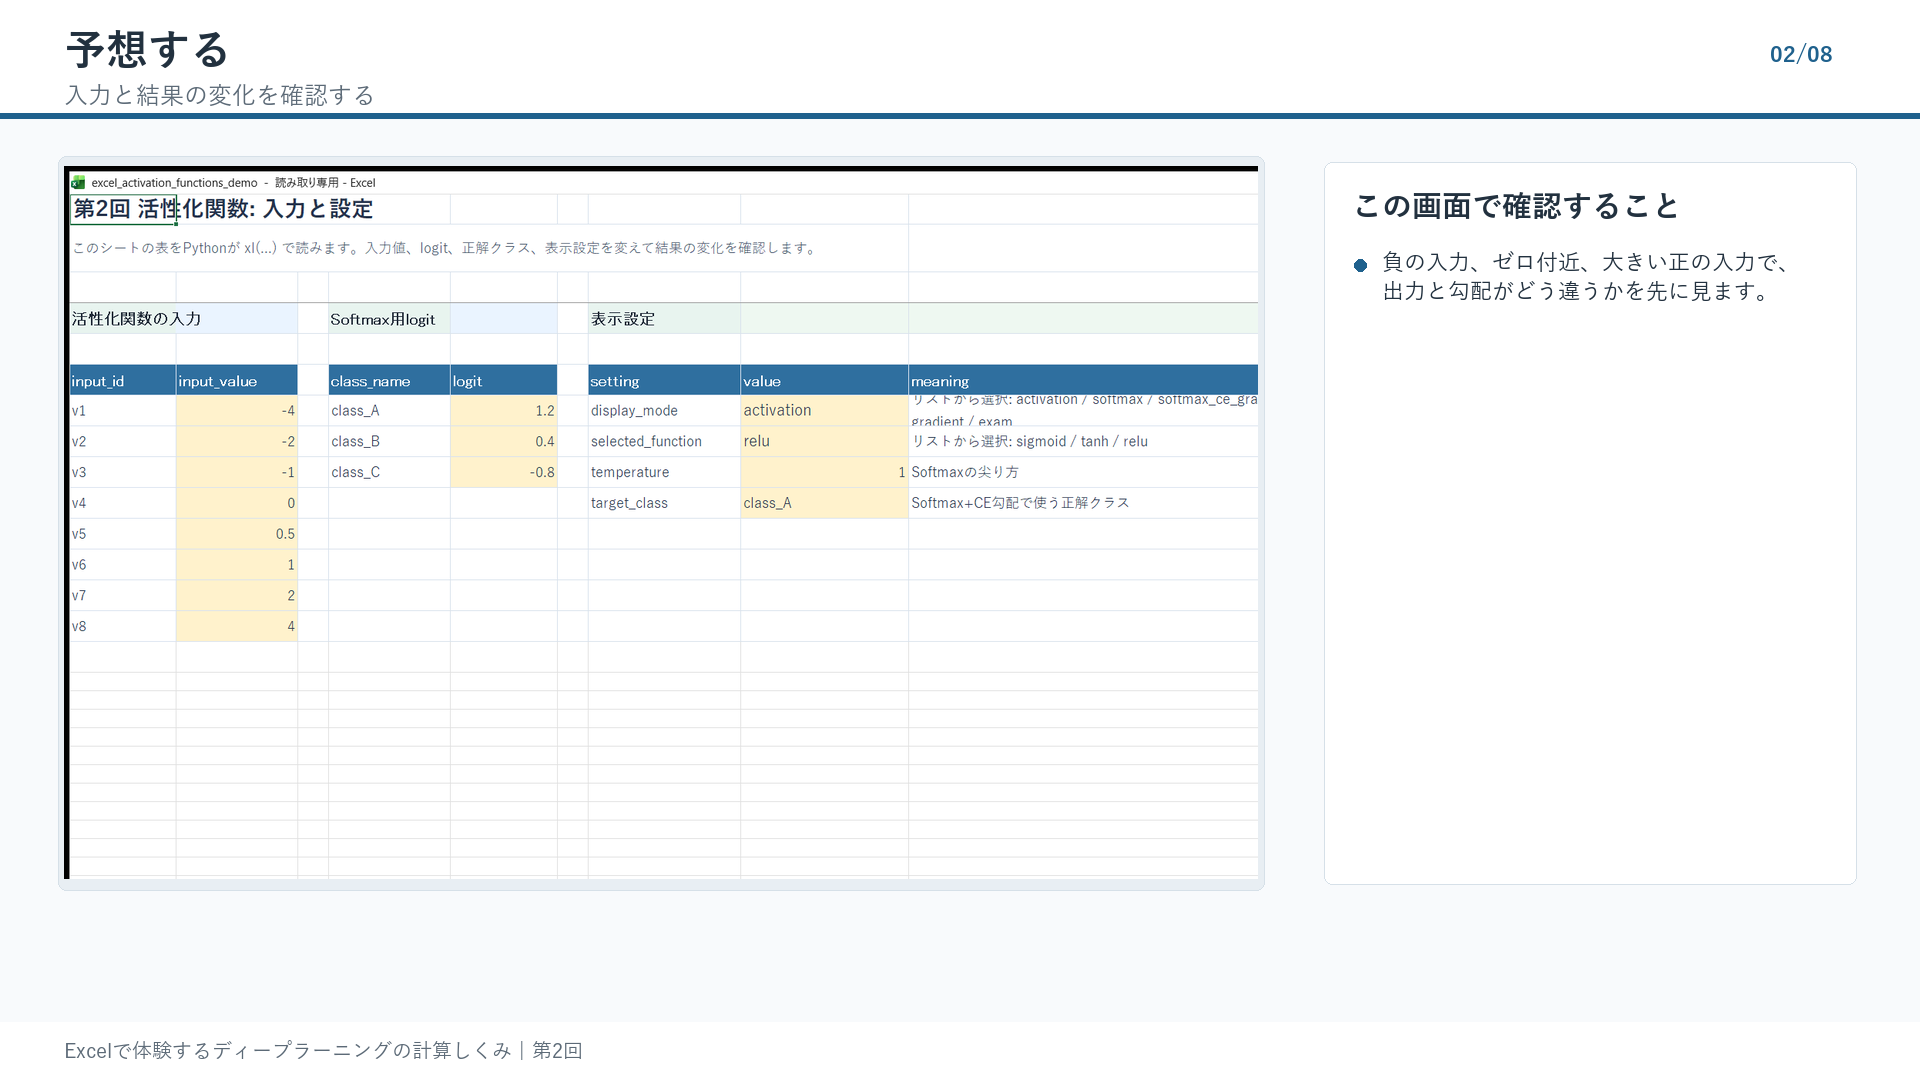 予想する
入力と結果の変化を確認する
02/08
excel_activation_functions_demo - 読み取り専用 - Excel
第2回 活性化関数: 入力と設定
このシートの表をPythonが xl(...) で読みます。入力値、logit、正解クラス、表示設定を変えて結果の変化を確認します。
活性化関数の入力 Softmax用logit 表示設定
input_id input_value class_name logit setting value meaning
v1 -4 class_A 1.2 display_mode activation リストから選択: activation / softmax / softmax_ce_gra
gradient / exam
v2 -2 class_B 0.4 selected_function relu リストから選択: sigmoid / tanh / relu
v3 -1 class_C -0.8 temperature 1 Softmaxの尖り方
v4 0 target_class class_A Softmax+CE勾配で使う正解クラス
v5 0.5
v6 1
v7 2
v8 4
この画面で確認すること
負の入力、ゼロ付近、大きい正の入力で、
出力と勾配がどう違うかを先に見ます。
Excelで体験するディープラーニングの計算しくみ｜第2回